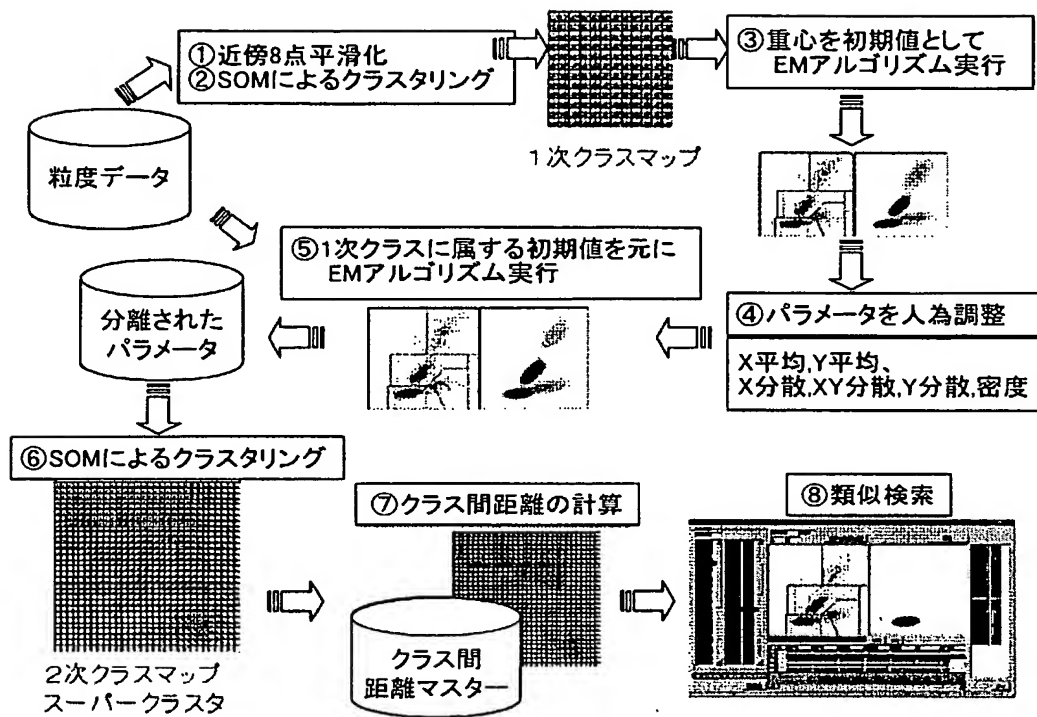 ①近傍8点平滑化
②SOMによるクラスタリング
1次クラスマップ
③重心を初期値として
EMアルゴリズム実行
粒度データ
④パラメータを人為調整
X平均,Y平均、
X分散,XY分散,Y分散,密度
⑤1次クラスに属する初期値を元に
EMアルゴリズム実行
分離された
パラメータ
⑥SOMによるクラスタリング
2次クラスマップ
スーパークラスタ
⑦クラス間距離の計算
クラス間
距離マスター
⑧類似検索